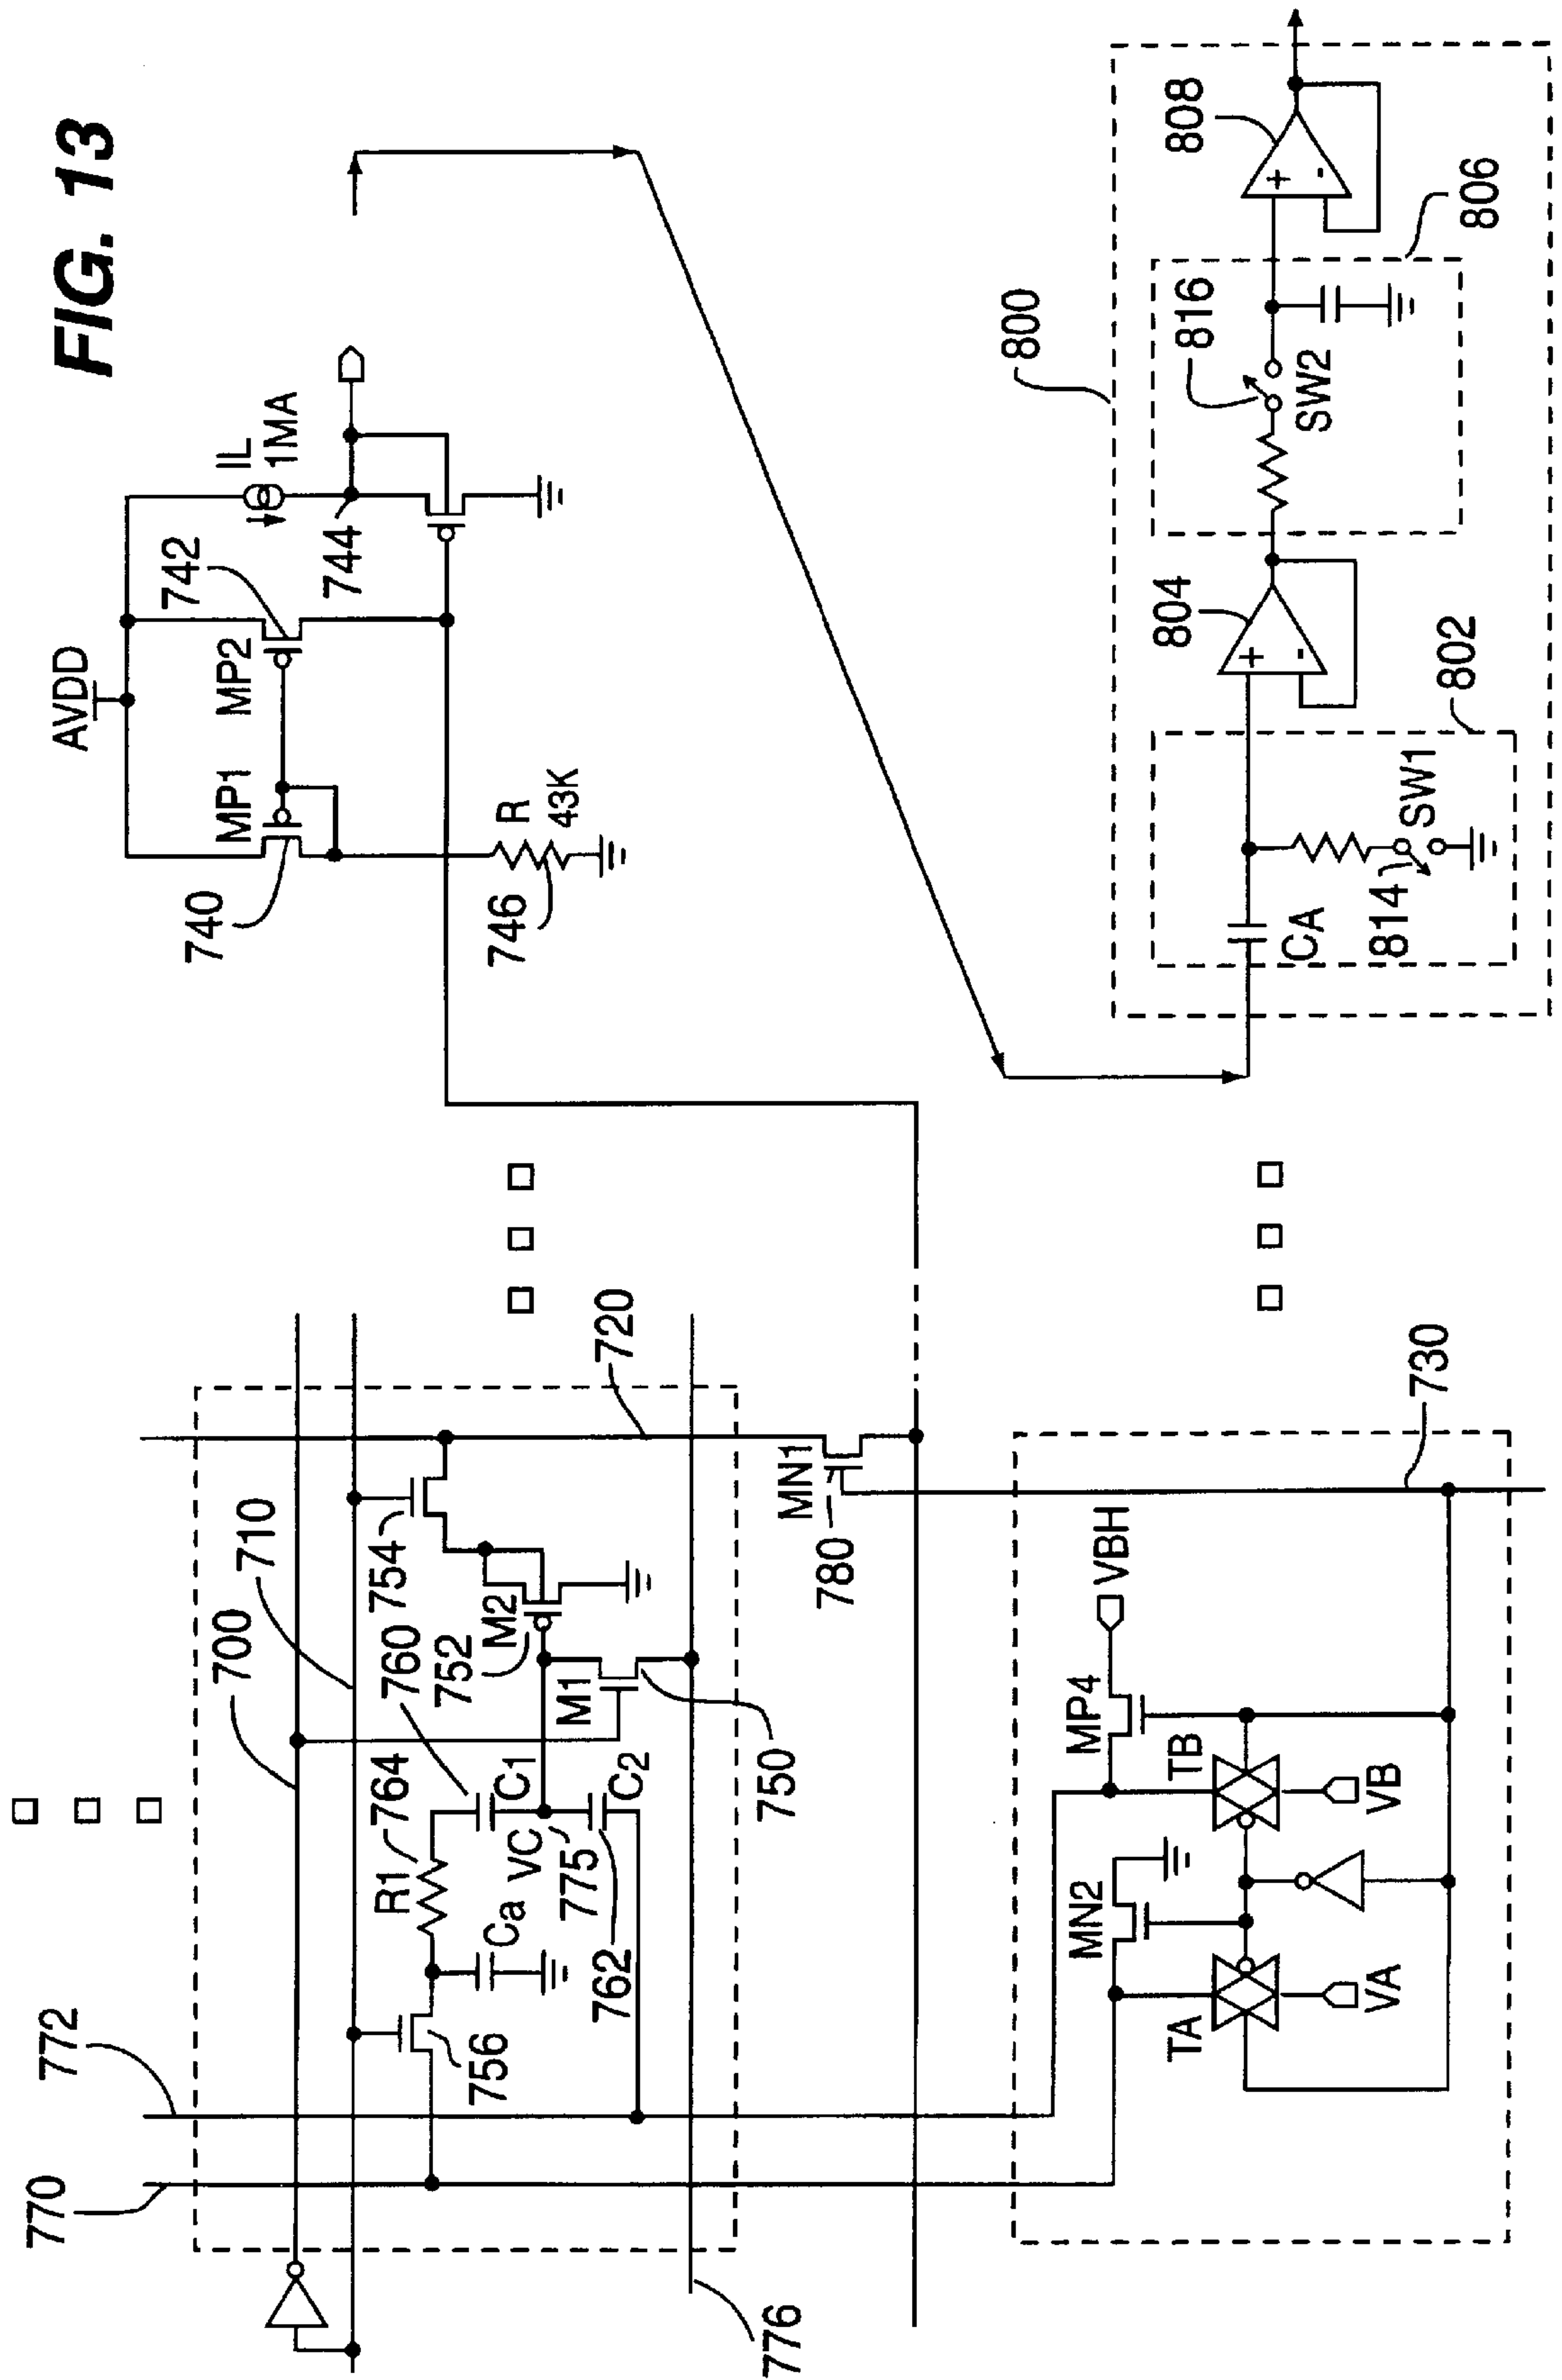 FIG. 13
AVDD
740
MP1
MP2
742
IL
1MA
744
R
43K
746
772
770
700
710
720
R1
764
760
C1
Ca
VC
775
762
C2
756
754
752
M2
M1
750
776
MN1
780
730
MN2
MP4
VBH
TA
TB
VA
VB
800
802
804
806
808
CA
814
SW1
816
SW2
+
-
+
-